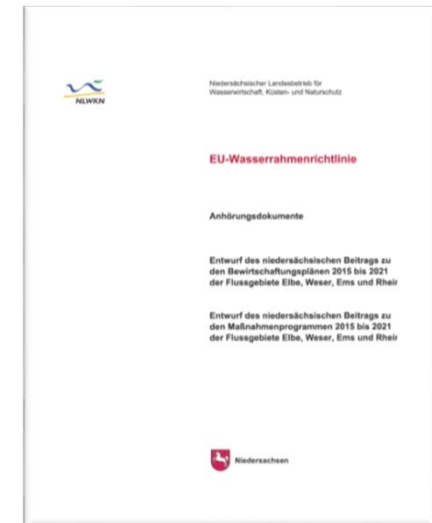 NLWKN
Niedersächsischer Landesbetrieb für
Wasserwirtschaft, Küsten- und Naturschutz
EU-Wasserrahmenrichtlinie
Anhörungsdokumente
Entwurf des niedersächsischen Beitrags zu
den Bewirtschaftungsplänen 2015 bis 2021
der Flussgebiete Elbe, Weser, Ems und Rhein
Entwurf des niedersächsischen Beitrags zu
den Maßnahmenprogrammen 2015 bis 2021
der Flussgebiete Elbe, Weser, Ems und Rhein
Niedersachsen